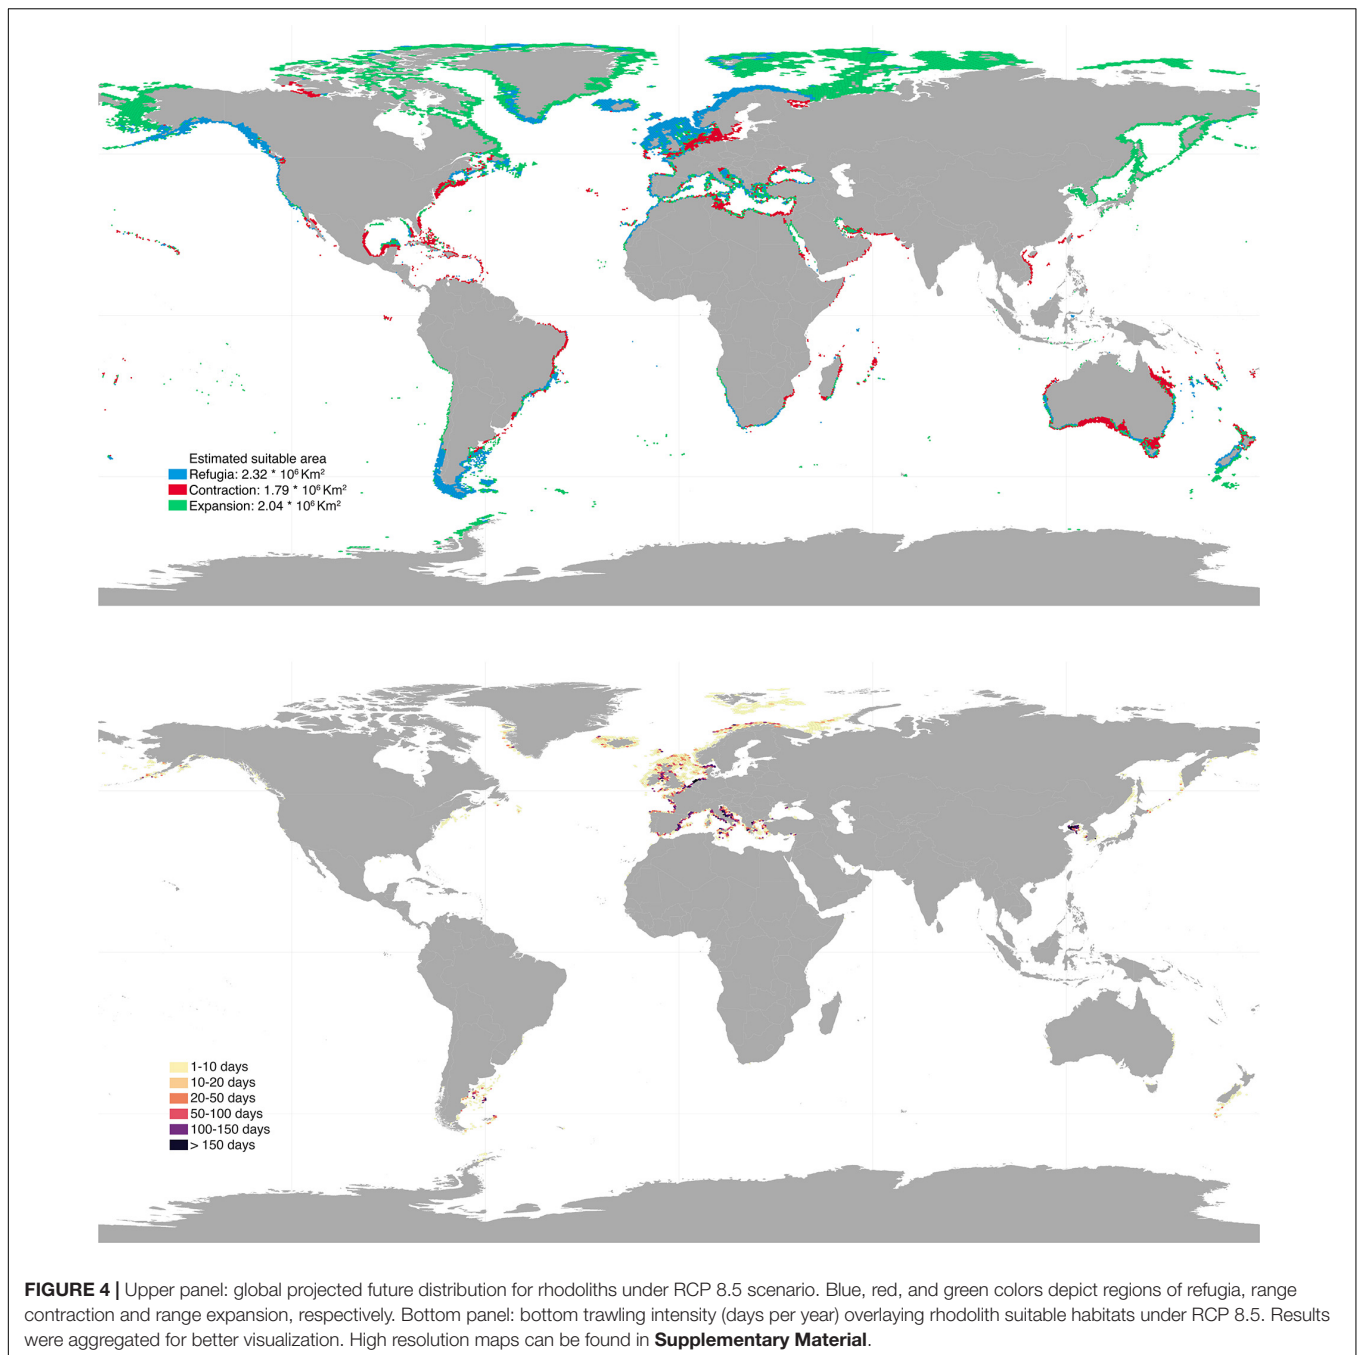 Estimated suitable area
Refugia: 2.32 * 10⁶ Km²
Contraction: 1.79 * 10⁶ Km²
Expansion: 2.04 * 10⁶ Km²
1-10 days
10-20 days
20-50 days
50-100 days
100-150 days
> 150 days
FIGURE 4 | Upper panel: global projected future distribution for rhodoliths under RCP 8.5 scenario. Blue, red, and green colors depict regions of refugia, range
contraction and range expansion, respectively. Bottom panel: bottom trawling intensity (days per year) overlaying rhodolith suitable habitats under RCP 8.5. Results
were aggregated for better visualization. High resolution maps can be found in Supplementary Material.